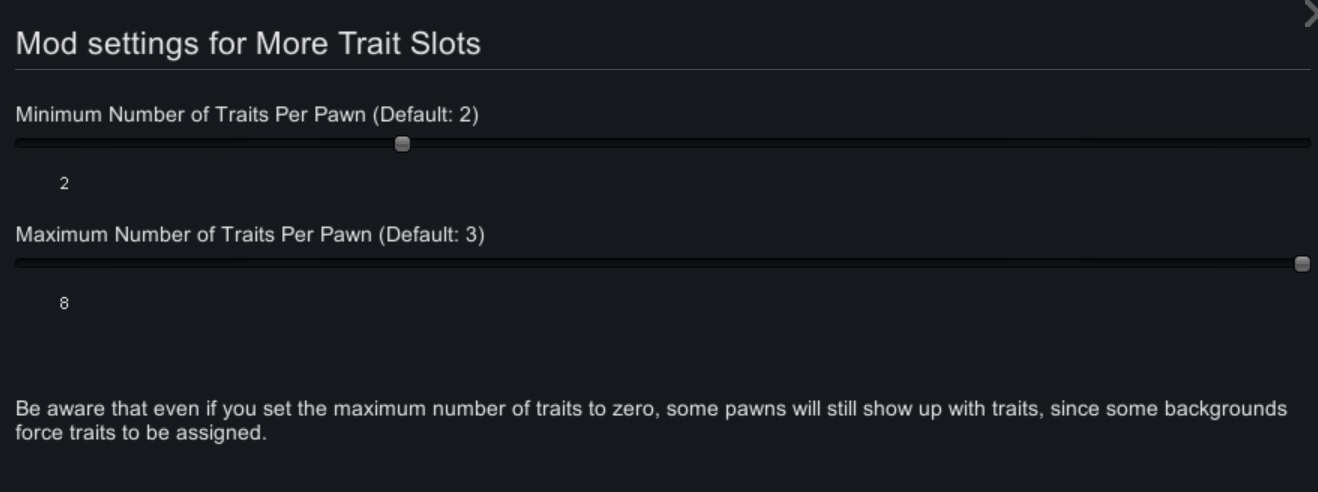 Mod settings for More Trait Slots
Minimum Number of Traits Per Pawn (Default: 2)
2
Maximum Number of Traits Per Pawn (Default: 3)
8
Be aware that even if you set the maximum number of traits to zero, some pawns will still show up with traits, since some backgrounds
force traits to be assigned.